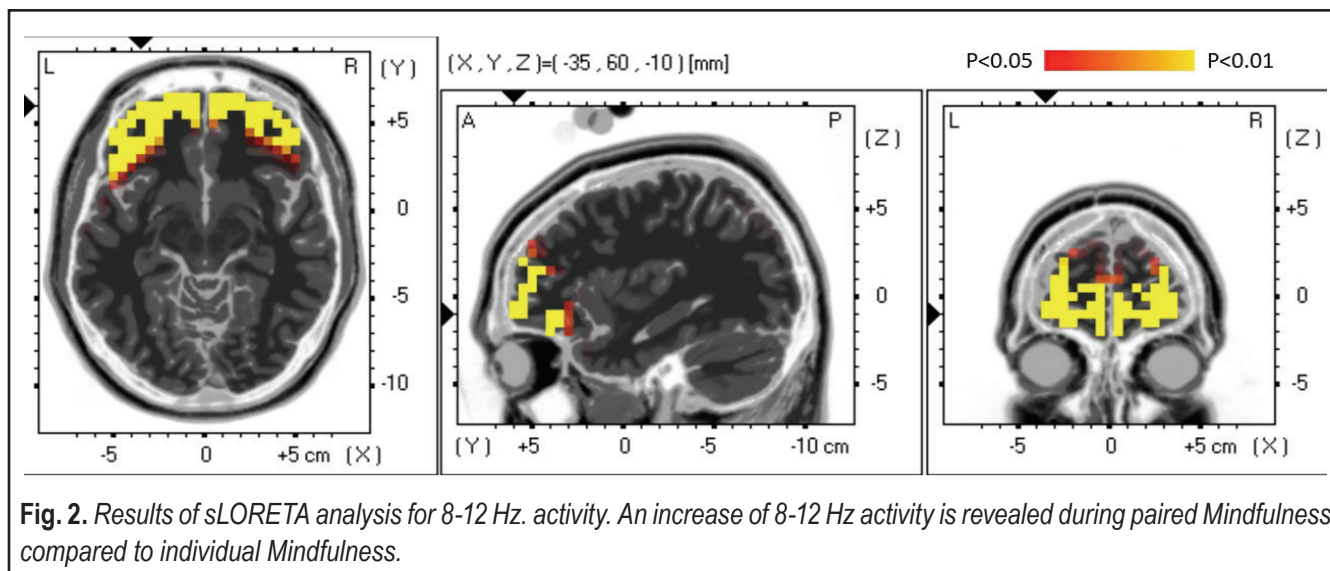 L R (Y)
+5
0
-5
-10
-5 0 +5 cm (X)
(X, Y, Z)=(-35, 60, -10) [mm]
A P (Z)
+5
0
-5
(Y) +5 0 -5 -10 cm
P<0.05 P<0.01
L R (Z)
+5
0
-5
-5 0 +5 cm (X)
Fig. 2. Results of sLORETA analysis for 8-12 Hz. activity. An increase of 8-12 Hz activity is revealed during paired Mindfulness
compared to individual Mindfulness.